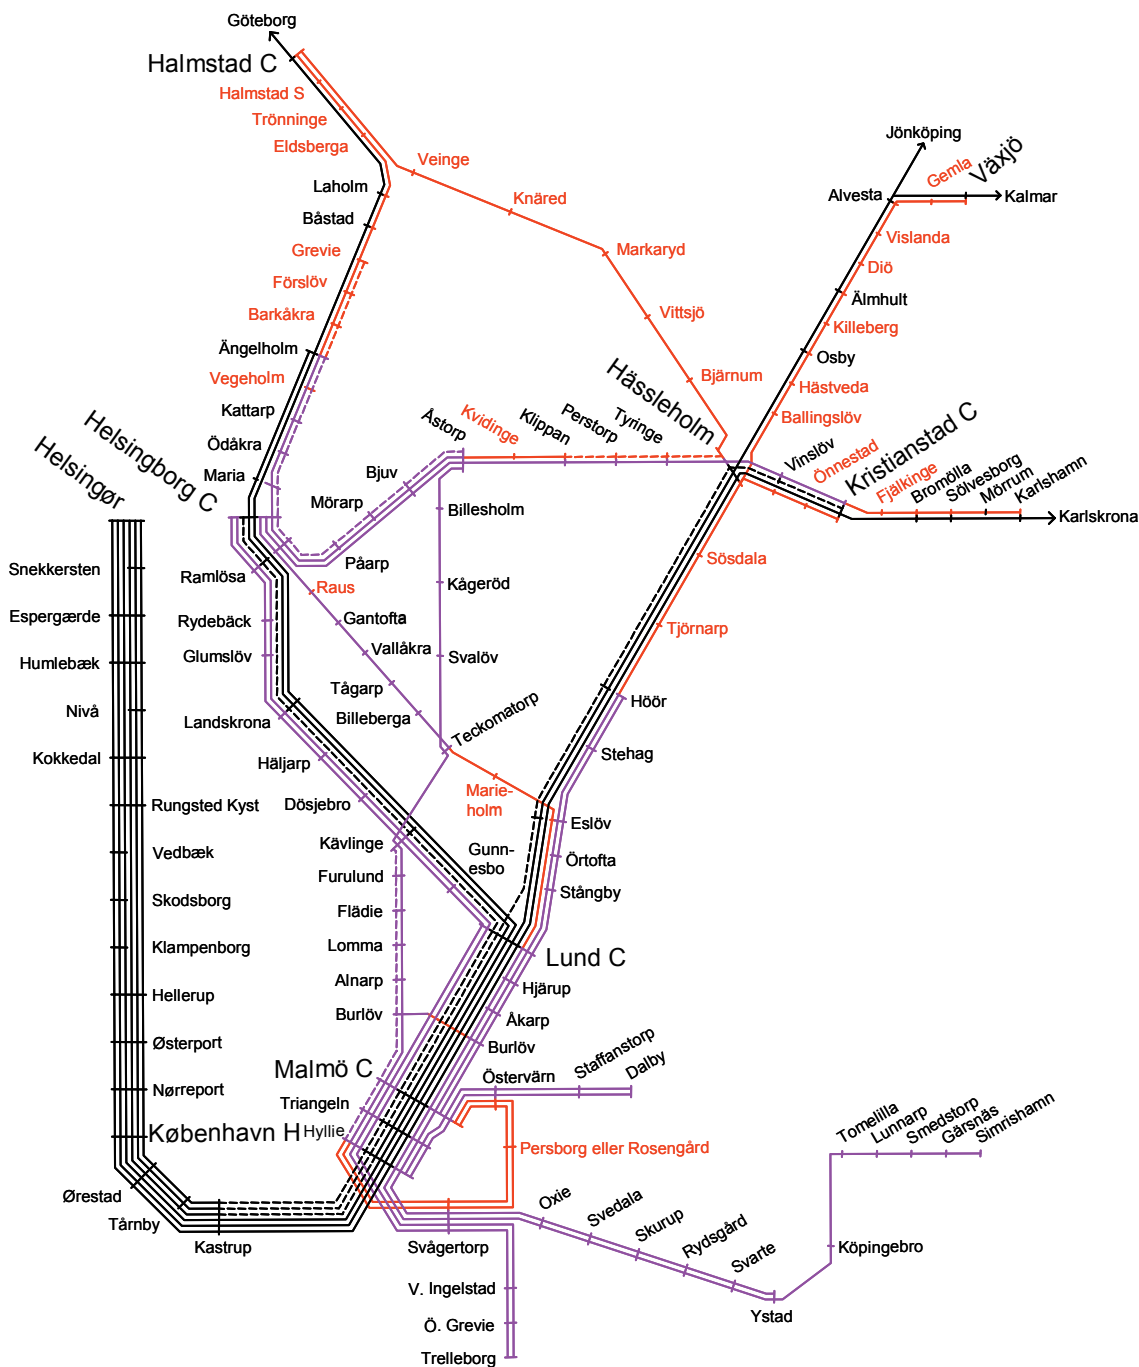 Göteborg
Halmstad C
Halmstad S
Trönninge
Eldsberga
Veinge
Laholm
Knäred
Båstad
Markaryd
Grevie
Förslöv
Barkåkra
Vittsjö
Ängelholm
Bjärnum
Vegeholm
Kattarp
Ödåkra
Maria
Jönköping
Gemla
Växjö
Alvesta
Kalmar
Vislanda
Diö
Älmhult
Killeberg
Osby
Hästveda
Ballingslöv
Hässleholm
Vinslöv
Önnestad
Kristianstad C
Fjälkinge
Bromölla
Sölvesborg
Mörrum
Karlshamn
Karlskrona
Åstorp
Kvidinge
Klippan
Perstorp
Tyringe
Bjuv
Mörarp
Påarp
Billesholm
Kågeröd
Svalöv
Helsingør
Helsingborg C
Ramlösa
Raus
Rydebäck
Gantofta
Glumslöv
Vallåkra
Tågarp
Landskrona
Billeberga
Teckomatorp
Häljarp
Marie-
holm
Dösjebro
Kävlinge
Gunn-
esbo
Furulund
Flädie
Lomma
Alnarp
Burlöv
Sösdala
Tjörnarp
Höör
Stehag
Eslöv
Örtofta
Stångby
Lund C
Hjärup
Åkarp
Burlöv
Snekkersten
Espergærde
Humlebæk
Nivå
Kokkedal
Rungsted Kyst
Vedbæk
Skodsborg
Klampenborg
Hellerup
Østerport
Nørreport
København H
Ørestad
Tårnby
Kastrup
Malmö C
Triangeln
Hyllie
Östervärn
Staffanstorp
Dalby
Persborg eller Rosengård
Svågertorp
V. Ingelstad
Ö. Grevie
Trelleborg
Oxie
Svedala
Skurup
Rydsgård
Svarte
Ystad
Köpingebro
Tomelilla
Lunnarp
Smedstorp
Gärsnäs
Simrishamn